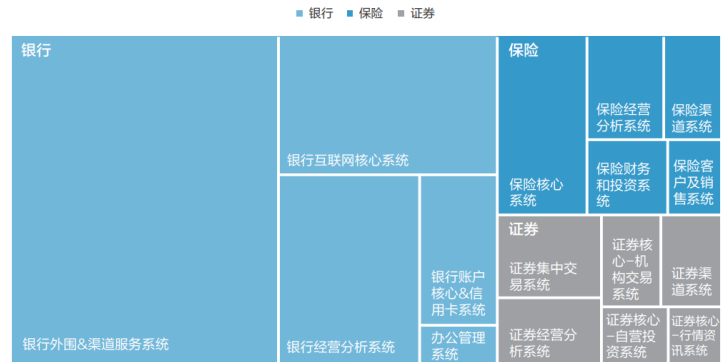 银行 保险 证券
银行
银行外围&渠道服务系统
银行互联网核心系统
银行经营分析系统
银行账户
核心&信
用卡系统
办公管理
系统
保险
保险核心
系统
保险经营
分析系统
保险渠
道系统
保险财务
和投资系
统
保险客
户及销
售系统
证券
证券集中交
易系统
证券经营分
析系统
证券核
心-机
构交易
系统
证券渠
道系统
证券核心
-自营投
资系统
证券核心
-行情资
讯系统